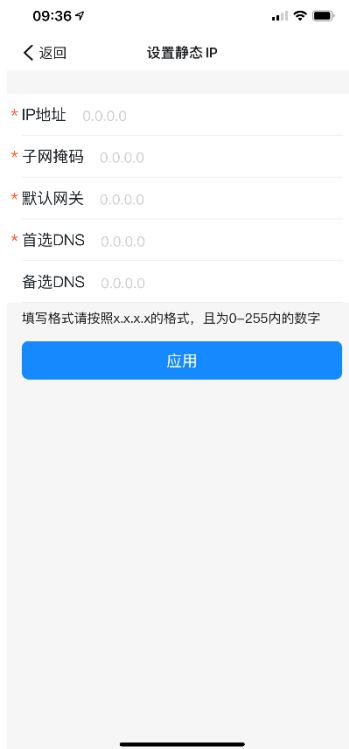 09:36
返回 设置静态IP
* IP地址 0.0.0.0
* 子网掩码 0.0.0.0
* 默认网关 0.0.0.0
* 首选DNS 0.0.0.0
备选DNS 0.0.0.0
填写格式请按照x.x.x.x的格式，且为0-255内的数字
应用